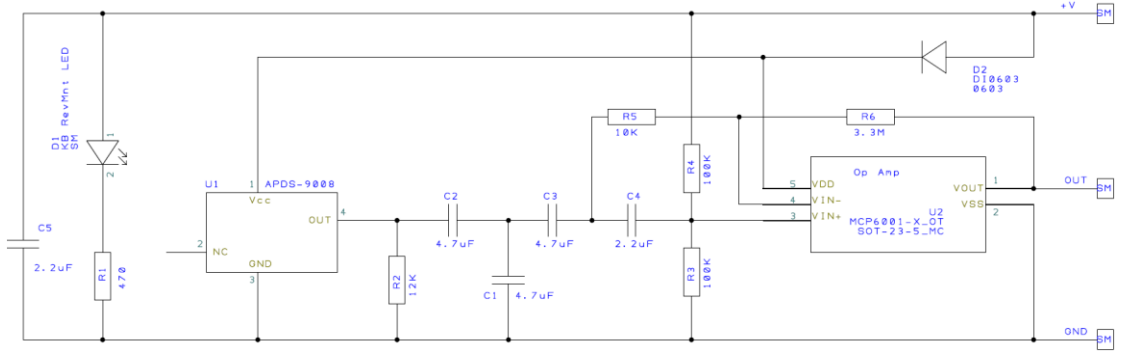 +V
SM
D1
KB RevMnt LED
SM
1
2
D2
DI0603
0603
R5
10K
R6
3.3M
R4
100K
U1
APDS-9008
1
Vcc
OUT
4
2
NC
GND
3
C2
4.7uF
C3
4.7uF
C4
2.2uF
Op Amp
5
VDD
4
VIN-
3
VIN+
VOUT
1
VSS
2
U2
MCP6001-X_OT
SOT-23-5_MC
OUT
SM
C5
2.2uF
R1
470
R2
12K
C1
4.7uF
R3
100K
GND
SM